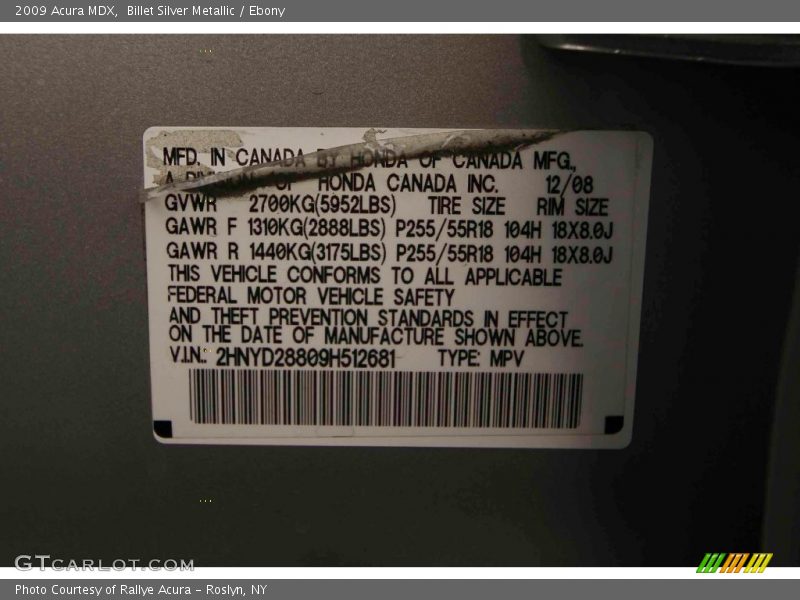 2009 Acura MDX,  Billet Silver Metallic / Ebony
MFD. IN CANADA BY HONDA OF CANADA MFG.,
A DIVISION OF HONDA CANADA INC. 12/08
GVWR 2700KG(5952LBS) TIRE SIZE RIM SIZE
GAWR F 1310KG(2888LBS) P255/55R18 104H 18X8.0J
GAWR R 1440KG(3175LBS) P255/55R18 104H 18X8.0J
THIS VEHICLE CONFORMS TO ALL APPLICABLE
FEDERAL MOTOR VEHICLE SAFETY
AND THEFT PREVENTION STANDARDS IN EFFECT
ON THE DATE OF MANUFACTURE SHOWN ABOVE.
V.I.N.: 2HNYD28809H512681 TYPE: MPV
GTCARLOT.COM
Photo Courtesy of Rallye Acura - Roslyn, NY